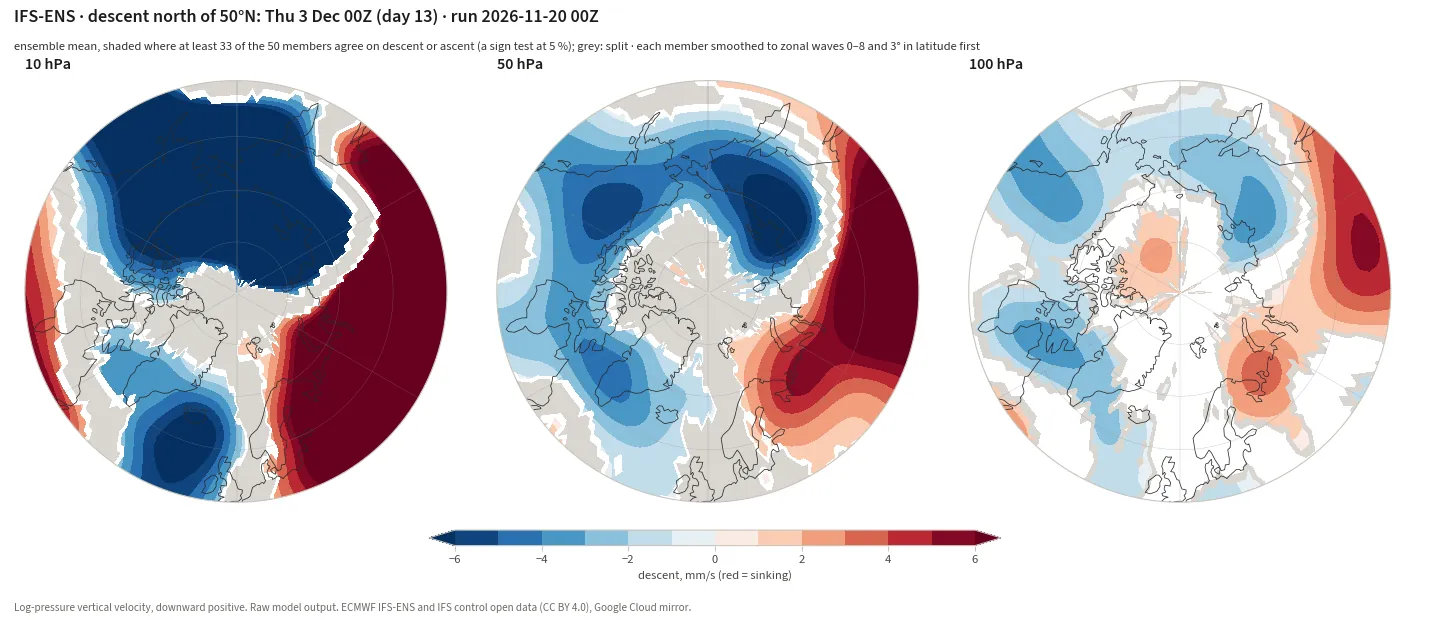 IFS-ENS · descent north of 50°N: Thu 3 Dec 00Z (day 13) · run 2026-11-20 00Z
ensemble mean, shaded where at least 33 of the 50 members agree on descent or ascent (a sign test at 5 %); grey: split · each member smoothed to zonal waves 0–8 and 3° in latitude first
10 hPa
50 hPa
100 hPa
−6 −4 −2 0 2 4 6
descent, mm/s (red = sinking)
Log-pressure vertical velocity, downward positive. Raw model output. ECMWF IFS-ENS and IFS control open data (CC BY 4.0), Google Cloud mirror.